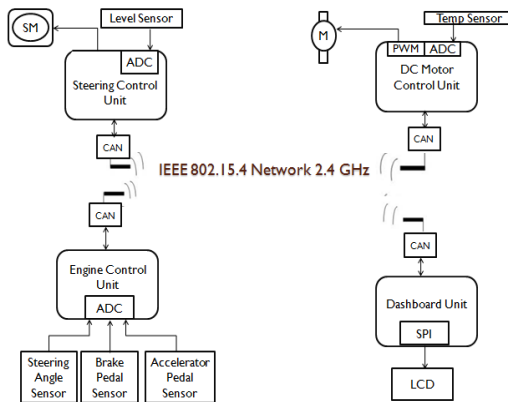 SM
Level Sensor
ADC
Steering Control
Unit
CAN
M
Temp Sensor
PWM
ADC
DC Motor
Control Unit
CAN
IEEE 802.15.4 Network 2.4 GHz
CAN
Engine Control
Unit
ADC
Steering
Angle
Sensor
Brake
Pedal
Sensor
Accelerator
Pedal
Sensor
CAN
Dashboard Unit
SPI
LCD